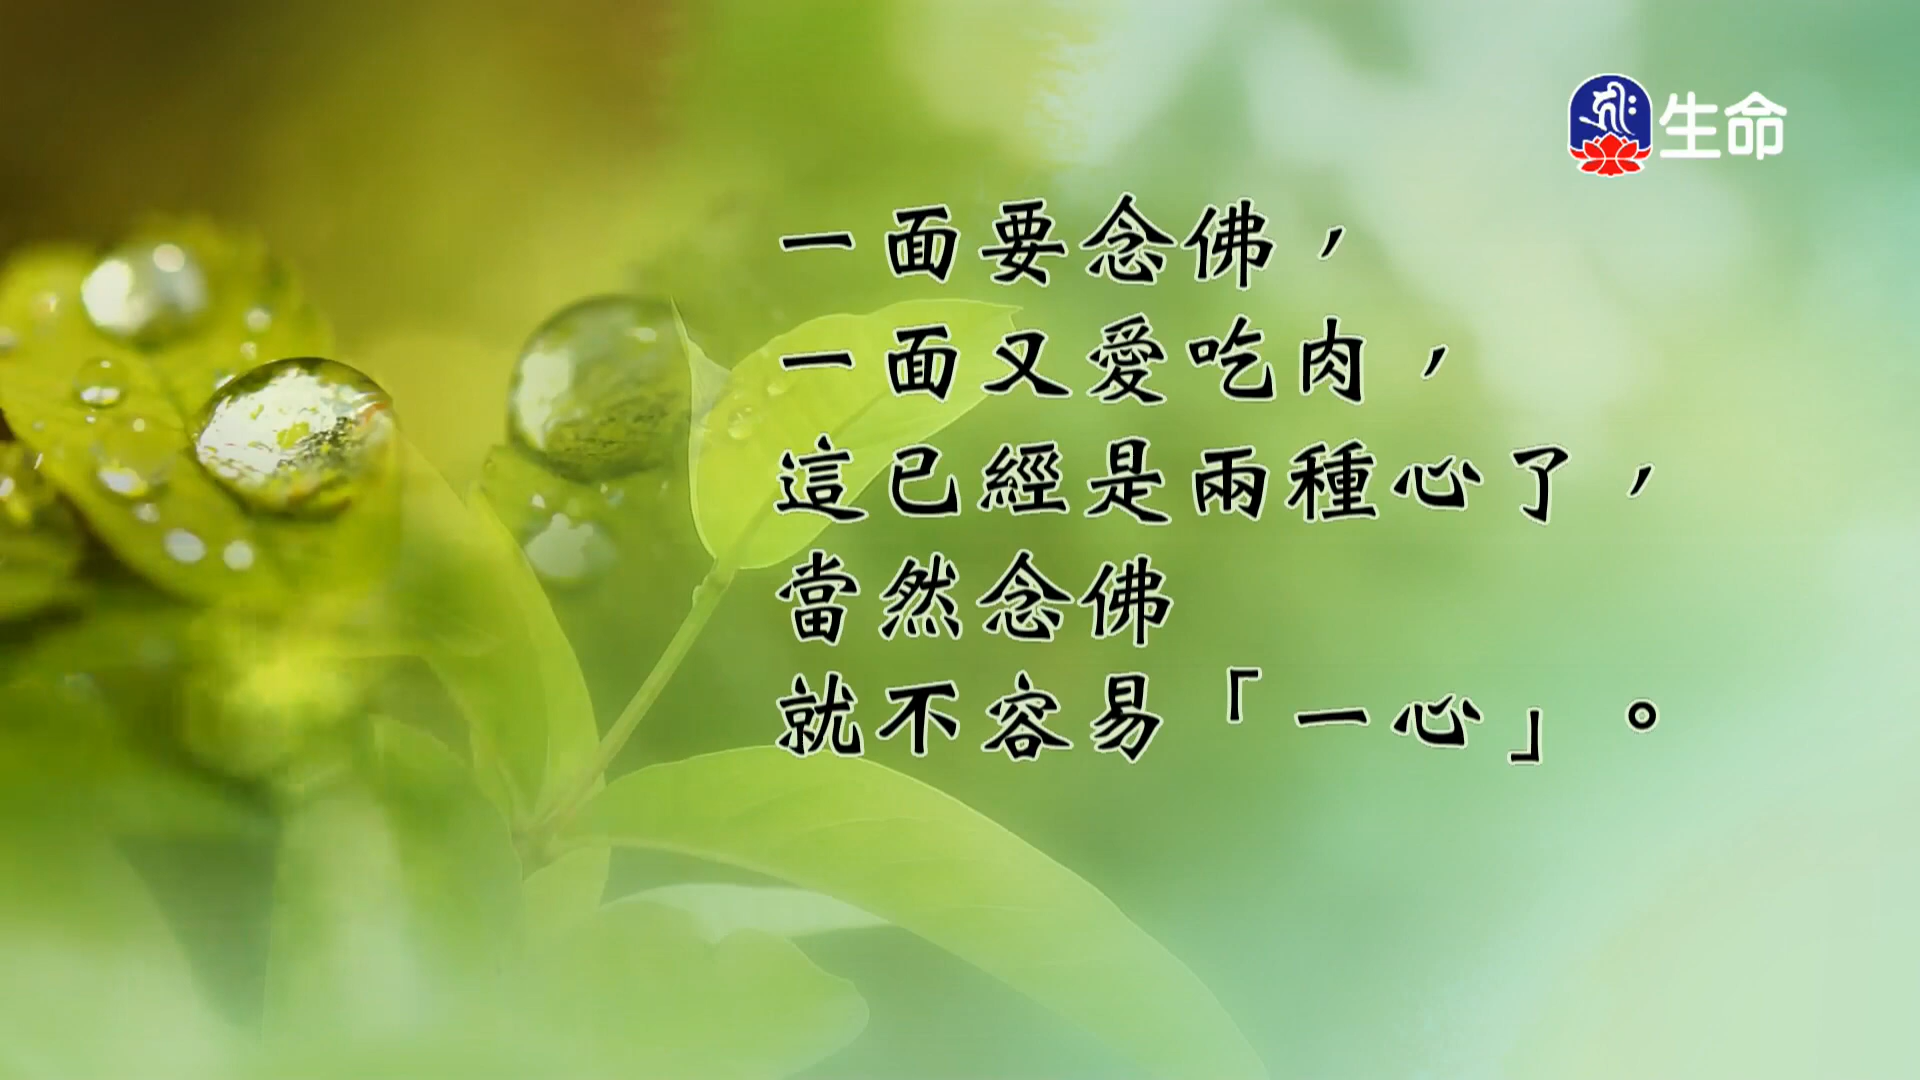 生命
一面要念佛，
一面又愛吃肉，
這已經是兩種心了，
當然念佛
就不容易「一心」。